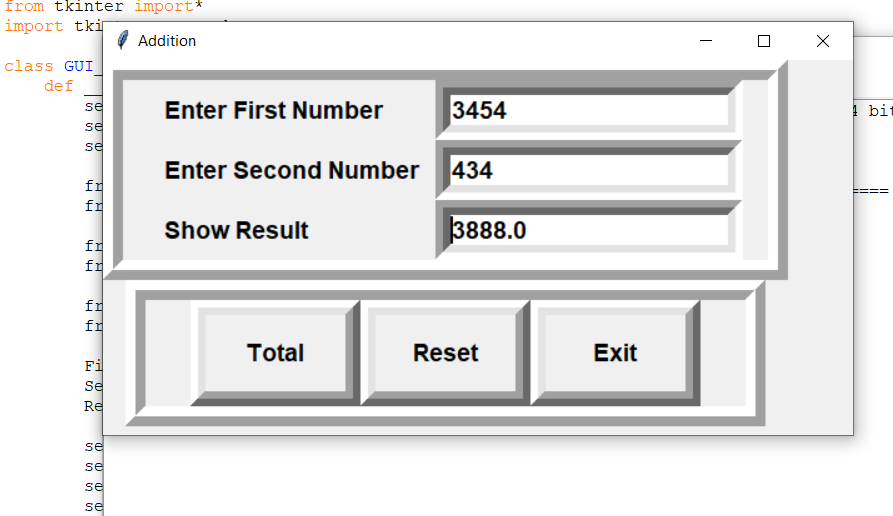 from tkinter import*
import tki
Addition
class GUI_
def __
se
se
se
fr
fr
fr
fr
fr
fr
Fi
Se
Re
se
se
se
se
4 bit
====
Enter First Number 3454
Enter Second Number 434
Show Result 3888.0
Total Reset Exit